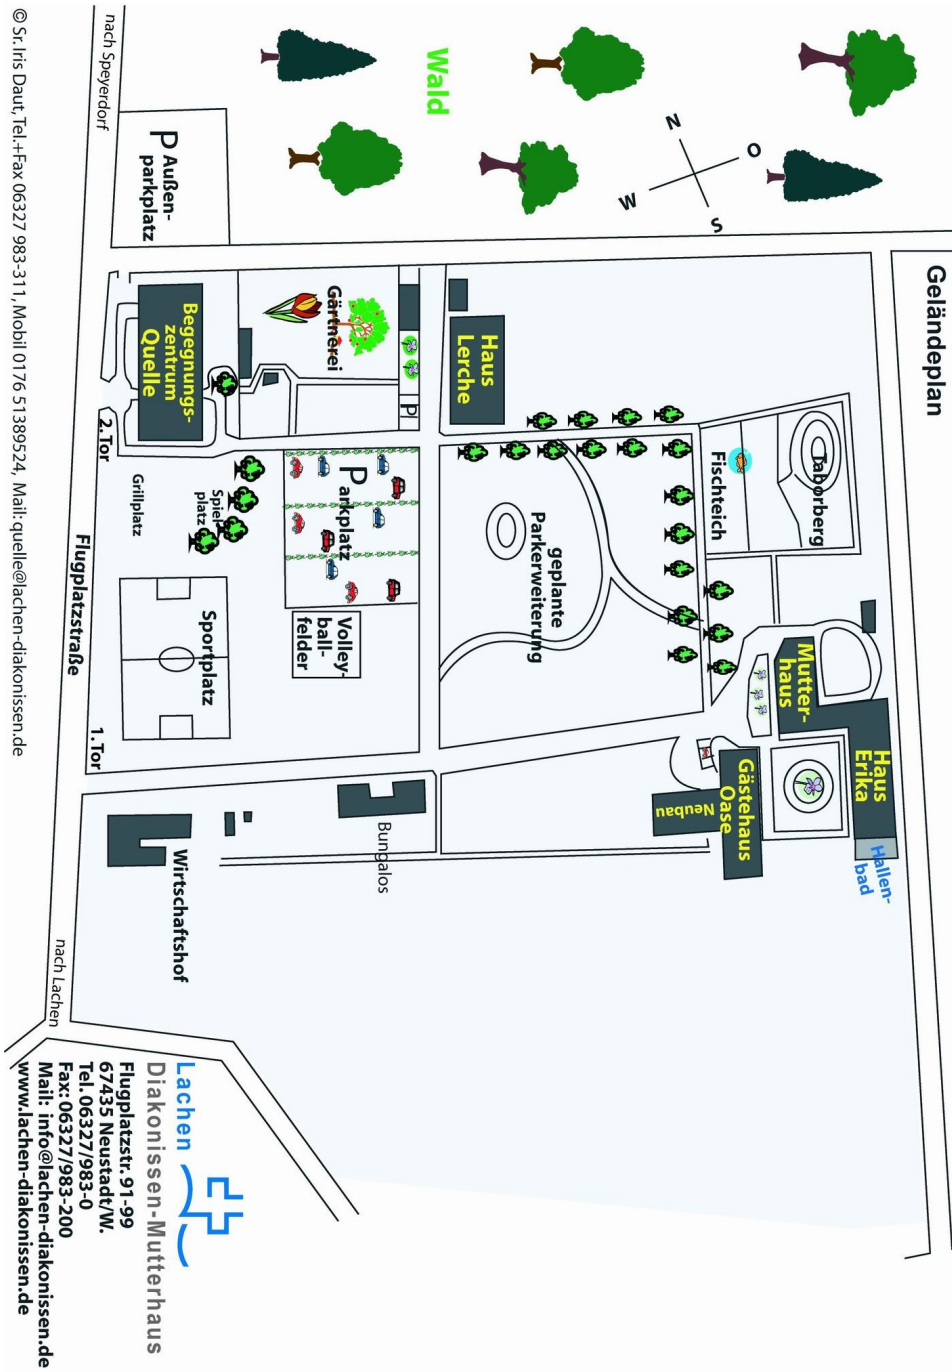 Geländeplan
Wald
N
O
S
W
nach Speyerdorf
P Außen-
parkplatz
Begegnungs-
zentrum
Quelle
Gärtnerei
P
Haus
Lerche
Taborberg
Fischteich
2.Tor
Grillplatz
Spiel
platz
Parkplatz
Volley-
ball-
felder
Sportplatz
geplante
Parkerweiterung
Mutter-
haus
Haus
Erika
Hallen-
bad
Gästehaus
Oase
Neubau
Flugplatzstraße
1.Tor
Bungalos
Wirtschaftshof
nach Lachen
Lachen
Diakonissen-Mutterhaus
Flugplatzstr. 91-99
67435 Neustadt/W.
Tel. 06327/983-0
Fax: 06327/983-200
Mail: info@lachen-diakonissen.de
www.lachen-diakonissen.de
© Sr. Iris Daut, Tel.+Fax 06327 983-311, Mobil 0176 51389524, Mail: quelle@lachen-diakonissen.de